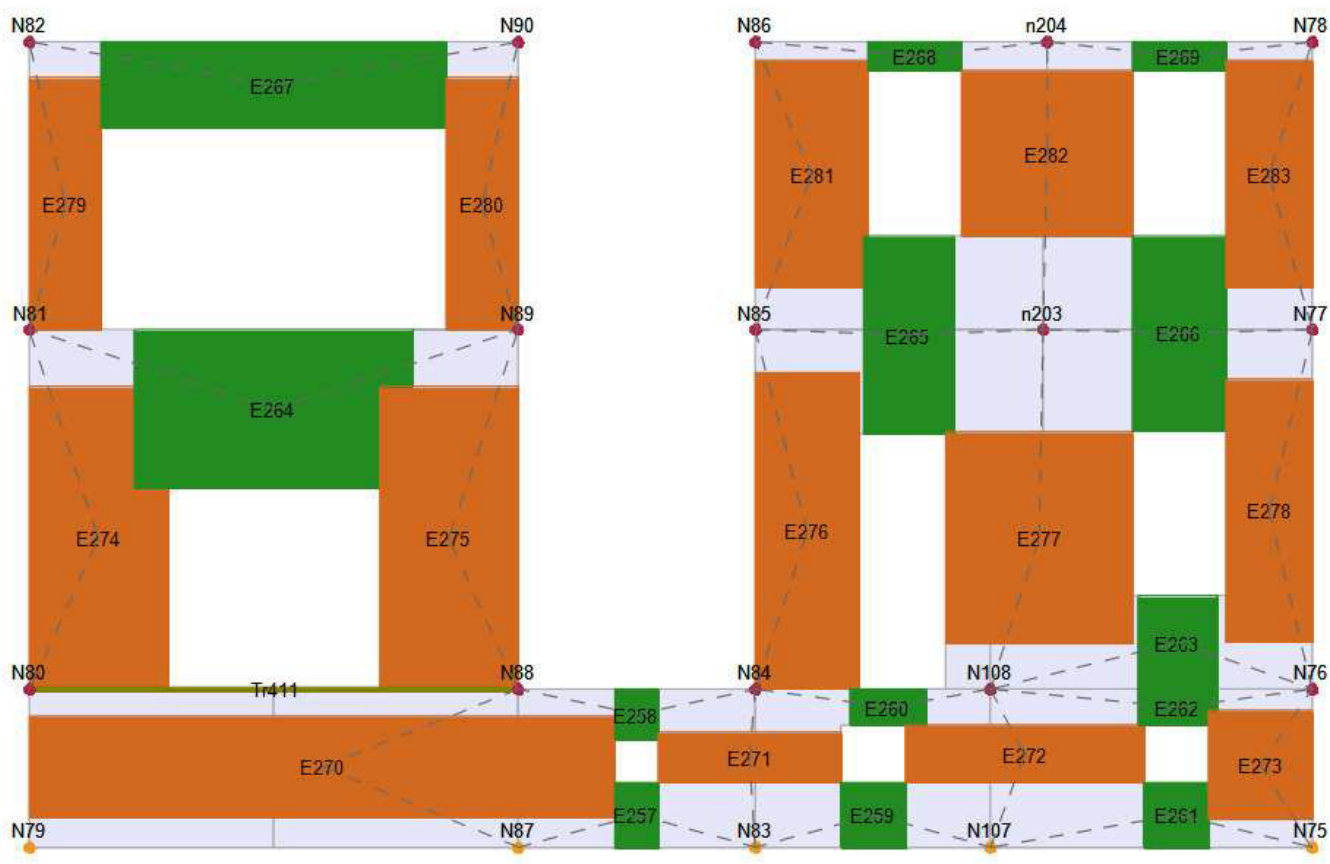 N82 N90 N86 n204 N78
E267 E268 E269
E282
E281 E283
E279 E280
N81 N89 N85 n203 N77
E265 E266
E264
E276
E274 E275 E277 E278
E263
N80 N88 N84 N108 N76
Tr411
E258 E260 E262
E270 E271 E272 E273
E257 E259 E261
N79 N87 N83 N107 N75